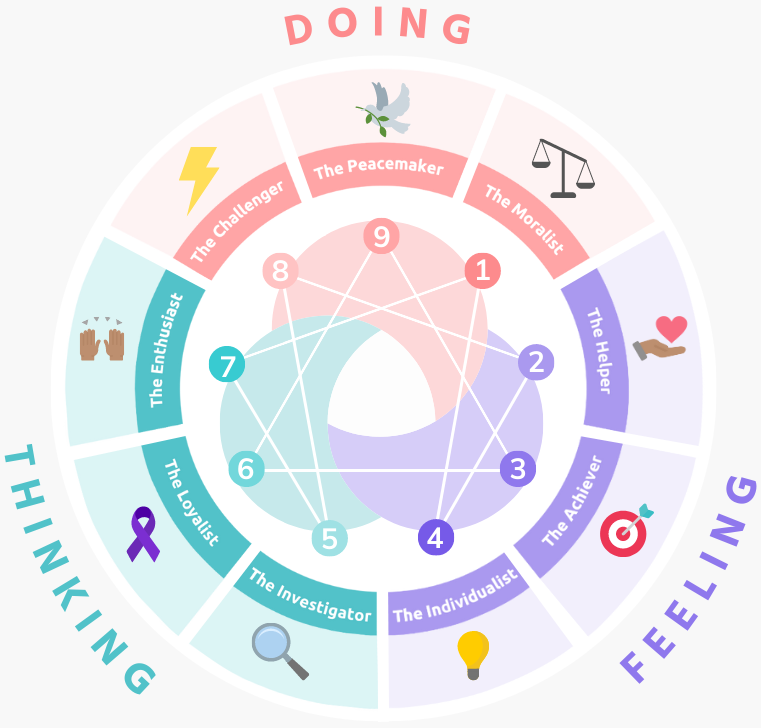 DOING
The Peacemaker
The Challenger
The Moralist
9
8
1
The Enthusiast
The Helper
7
2
THINKING
FEELING
6
3
The Loyalist
The Achiever
5
4
The Investigator
The Individualist